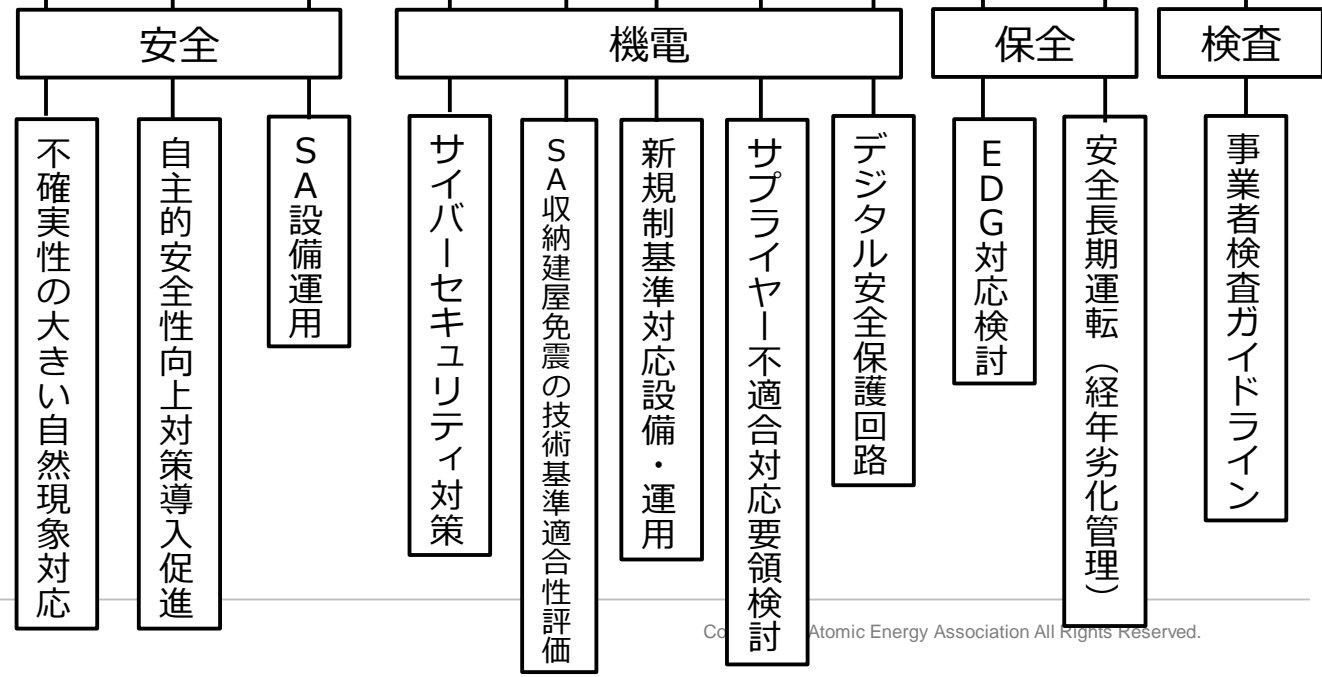 安全
機電
保全
検査
不確実性の大きい自然現象対応
自主的安全性向上対策導入促進
SA設備運用
サイバーセキュリティ対策
SA収納建屋免震の技術基準適合性評価
新規制基準対応設備・運用
サプライヤー不適合対応要領検討
デジタル安全保護回路
EDG対応検討
安全長期運転（経年劣化管理）
事業者検査ガイドライン
Atomic Energy Association All Rights Reserved.